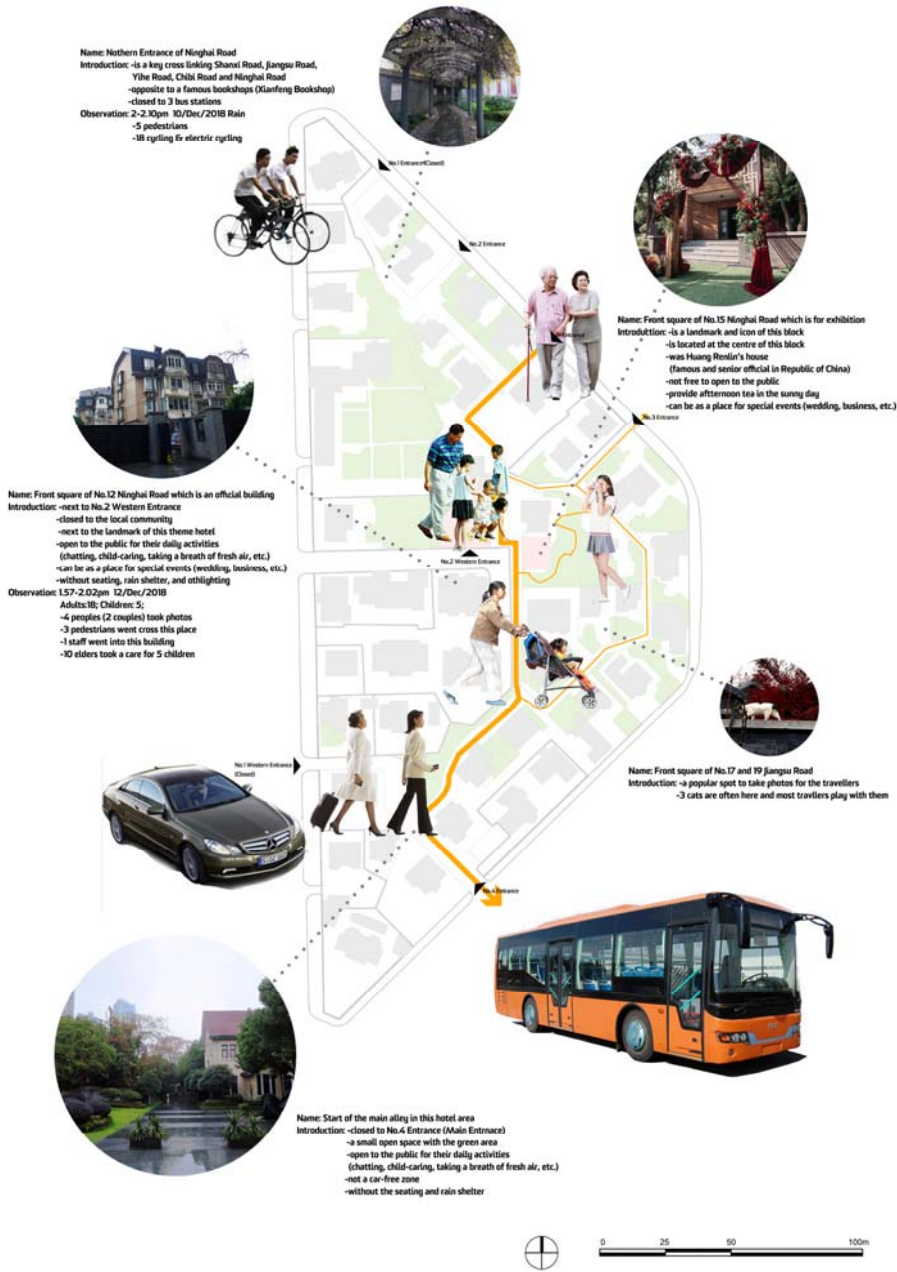 Name: Nothern Entrance of Ninghai Road
Introduction: -is a key cross linking Shanxi Road, Jiangsu Road,
Yihe Road, Chibi Road and Ninghai Road
-opposite to a famous bookshops (Xianfeng Bookshop)
-closed to 3 bus stations
Observation: 2-2.10pm 10/Dec/2018 Rain
-5 pedestrians
-18 cycling & electric cycling
No.1 Entrance (Closed)
No.2 Entrance
Name: Front square of No.15 Ninghai Road which is for exhibition
Introduttion: -is a landmark and icon of this block
-is located at the centre of this block
-was Huang Renlin's house
(famous and senior official in Republic of China)
-not free to open to the public
-provide aftternoon tea in the sunny day
-can be as a place for special events (wedding, business, etc.)
No.3 Entrance
Name: Front square of No.12 Ninghai Road which is an official building
Introduction: -next to No.2 Western Entrance
-closed to the local community
-next to the landmark of this theme hotel
-open to the public for their daily activities
(chatting, child-caring, taking a breath of fresh air, etc.)
-can be as a place for special events (wedding, business, etc.)
-without seating, rain shelter, and othlighting
Observation: 1.57-2.02pm 12/Dec/2018
Adults:18; Children: 5;
-4 peoples (2 couples) took photos
-3 pedestrians went cross this place
-1 staff went into this building
-10 elders took a care for 5 children
No.2 Western Entrance
No.1 Western Entrance
(Closed)
Name: Front square of No.17 and 19 Jiangsu Road
Introduction: -a popular spot to take photos for the travellers
-3 cats are often here and most travllers play with them
No.4 Entrance
Name: Start of the main alley in this hotel area
Introduction: -closed to No.4 Entrance (Main Entrnace)
-a small open space with the green area
-open to the public for their daily activities
(chatting, child-caring, taking a breath of fresh air, etc.)
-not a car-free zone
-without the seating and rain shelter
0 25 50 100m